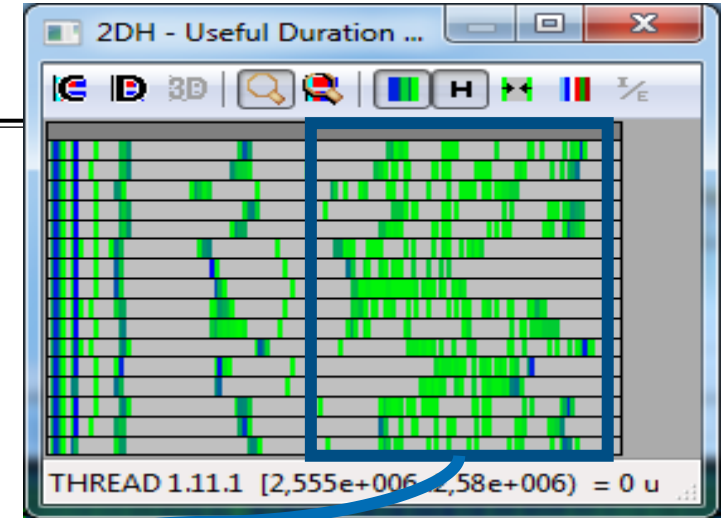 2DH - Useful Duration ...
3D H I/E
THREAD 1.11.1 [2,555e+006..2,58e+006) = 0 u